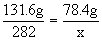 131.6g = 78.4g
282 x